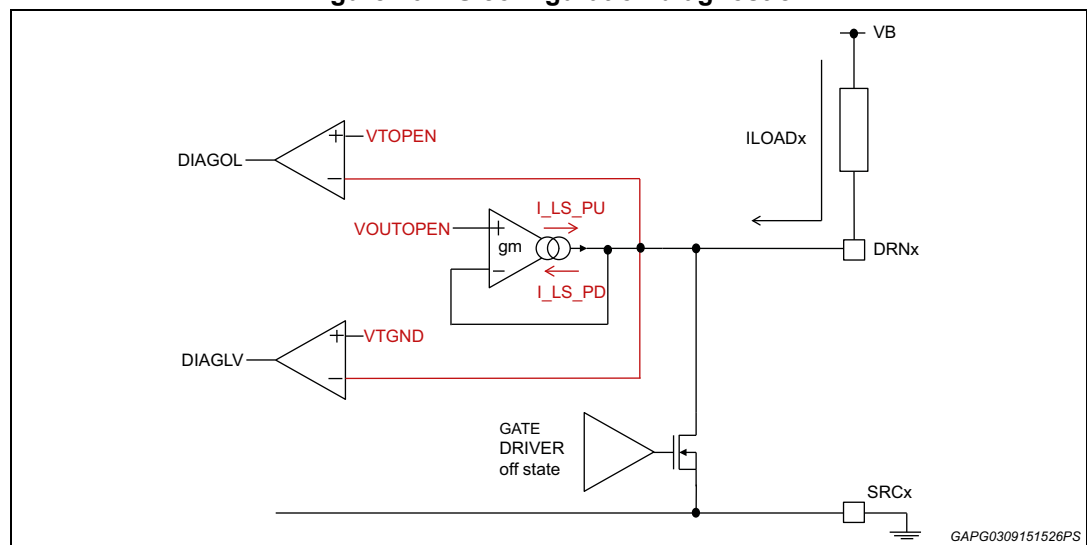 VB
ILOADx
+
VTOPEN
DIAGOL
−
I_LS_PU
VOUTOPEN
+
gm
DRNx
−
I_LS_PD
+
VTGND
DIAGLV
−
GATE
DRIVER
off state
SRCx
GAPG0309151526PS